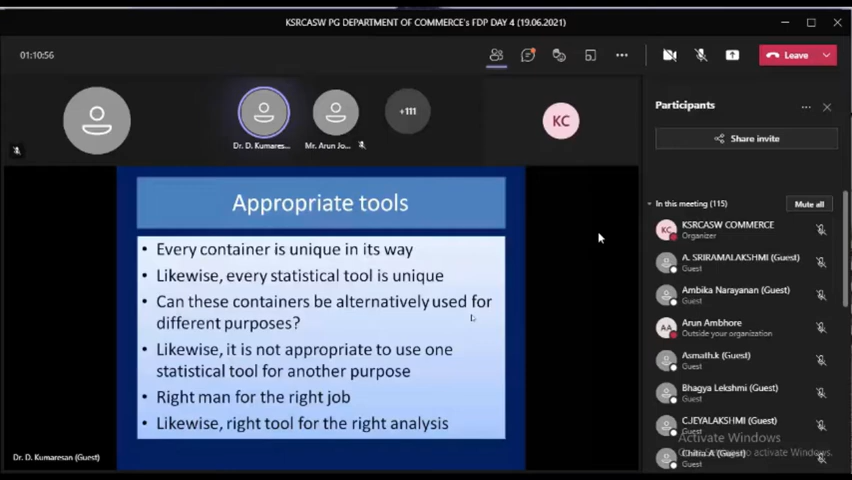 KSRCASW PG DEPARTMENT OF COMMERCE's FDP DAY 4 (19.06.2021)
01:10:56
Leave
+111
KC
Dr. D. Kumares...
Mr. Arun Jo...
Participants
Share invite
In this meeting (115)
Mute all
KC
KSRCASW COMMERCE
Organizer
A. SRIRAMALAKSHMI (Guest)
Guest
Ambika Narayanan (Guest)
Guest
AA
Arun Ambhore
Outside your organization
Asmath.k (Guest)
Guest
Bhagya Lekshmi (Guest)
Guest
C.JEYALAKSHMI (Guest)
Guest
Chitra A (Guest)
Guest
Activate Windows
to activate Windows.
Appropriate tools
• Every container is unique in its way
• Likewise, every statistical tool is unique
• Can these containers be alternatively used for
different purposes?
• Likewise, it is not appropriate to use one
statistical tool for another purpose
• Right man for the right job
• Likewise, right tool for the right analysis
Dr. D. Kumaresan (Guest)